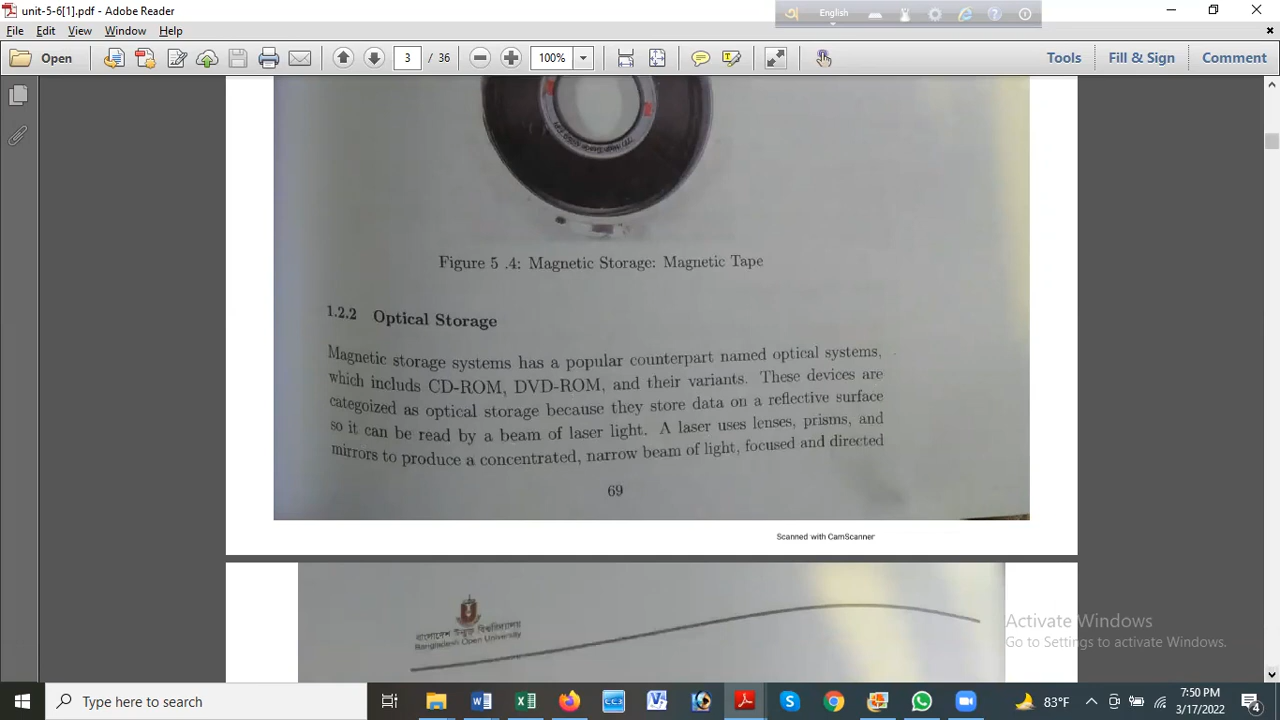 unit-5-6[1].pdf - Adobe Reader
English
File Edit View Window Help
Open 3 / 36 100% Tools Fill & Sign Comment
Figure 5 .4: Magnetic Storage: Magnetic Tape
1.2.2 Optical Storage
Magnetic storage systems has a popular counterpart named optical systems,
which includs CD-ROM, DVD-ROM, and their variants. These devices are
categoized as optical storage because they store data on a reflective surface
so it can be read by a beam of laser light. A laser uses lenses, prisms, and
mirrors to produce a concentrated, narrow beam of light, focused and directed
69
Scanned with CamScanner
বাংলাদেশ উন্মুক্ত বিশ্ববিদ্যালয়
Bangladesh Open University
Activate Windows
Go to Settings to activate Windows.
Type here to search
83°F
7:50 PM
3/17/2022
4